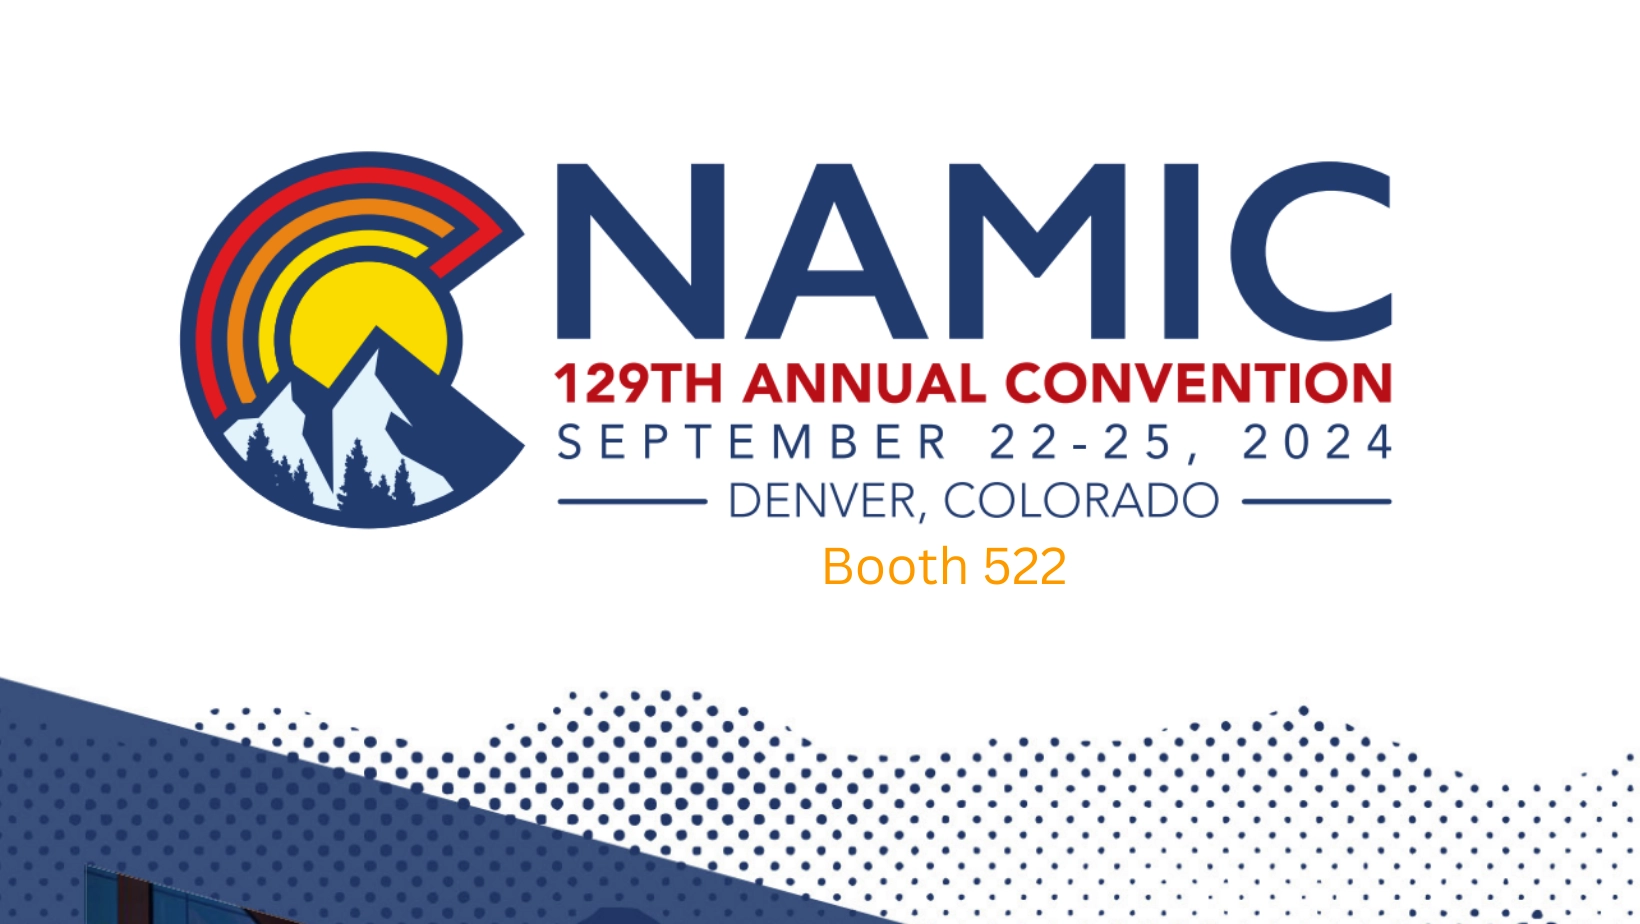 NAMIC
129TH ANNUAL CONVENTION
SEPTEMBER 22-25, 2024
DENVER, COLORADO
Booth 522